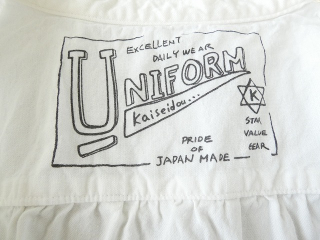 EXCELLENT
DAILY WEAR
UNIFORM
Kaiseidou...
K
STAR
VALUE
GEAR
PRIDE
OF
JAPAN MADE